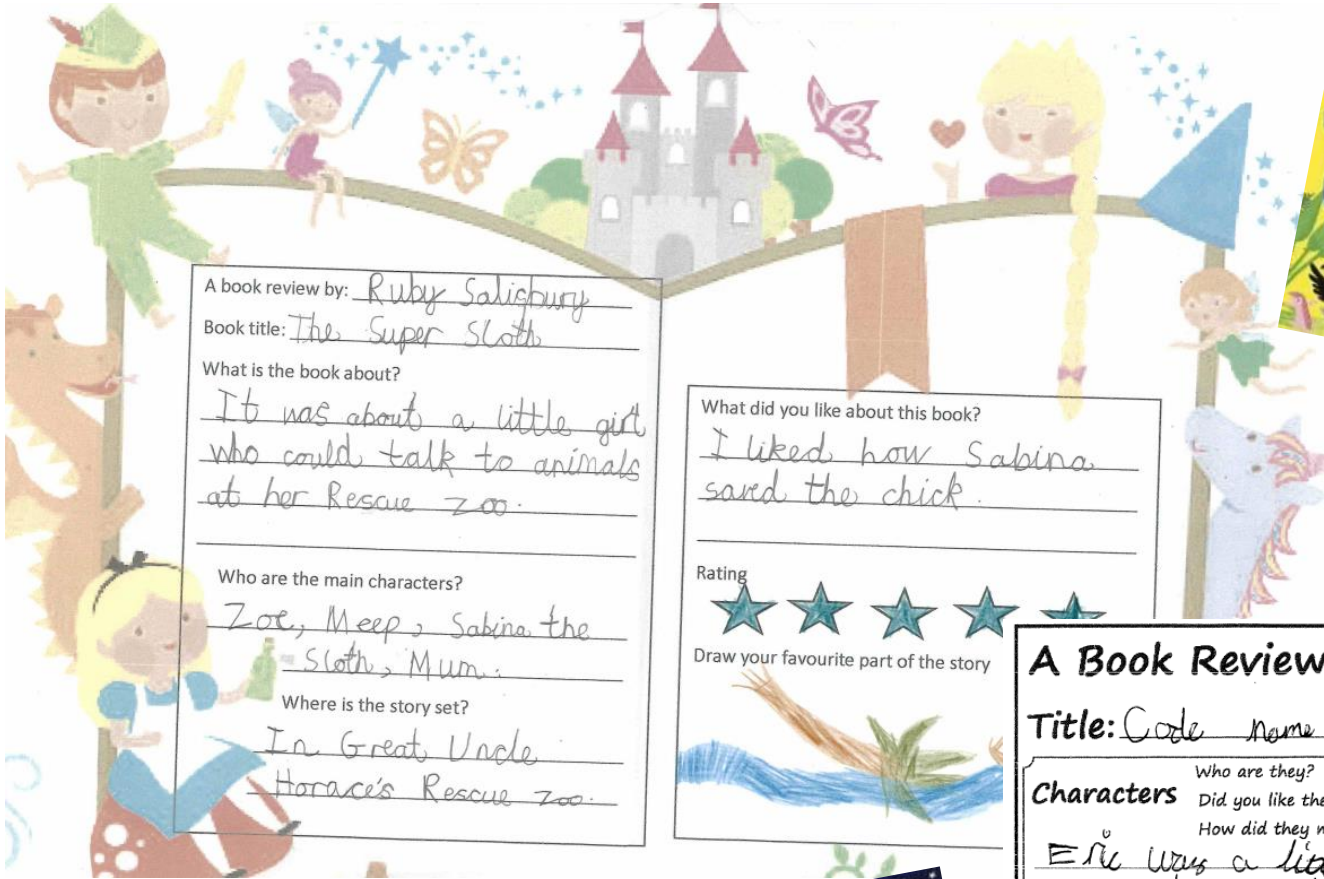 A book review by: Ruby Salisbury
Book title: The Super Sloth
What is the book about?
It was about a little girl
who could talk to animals
at her Rescue zoo.
Who are the main characters?
Zoe, Meep, Sabina the
Sloth, Mum.
Where is the story set?
In Great Uncle
Horace's Rescue zoo.
What did you like about this book?
I liked how Sabina
saved the chick.
Rating
Draw your favourite part of the story
A Book Review
Title: Code name
Characters
Who are they?
Did you like the
How did they
Eric was a